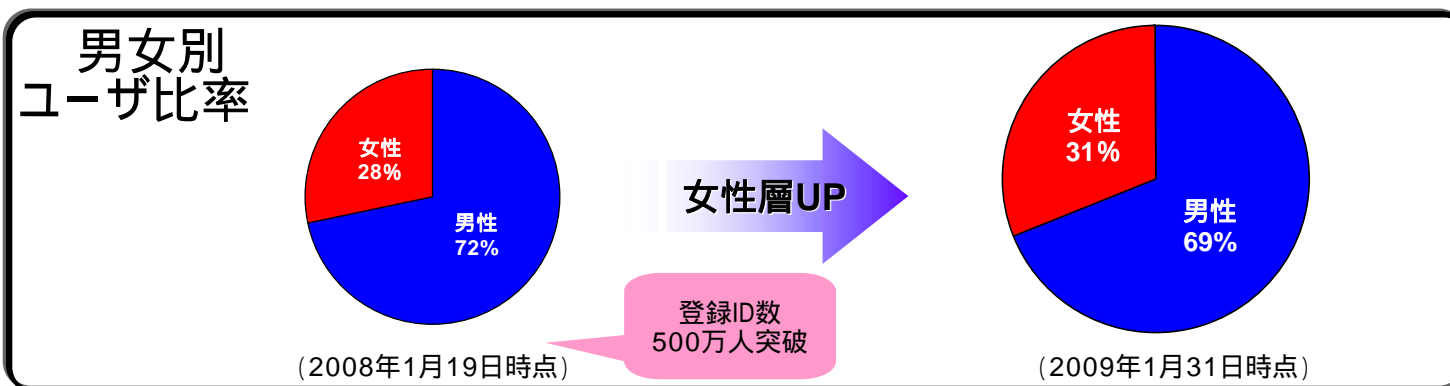 男女別
ユーザ比率
女性
28%
男性
72%
(2008年1月19日時点)
女性層UP
登録ID数
500万人突破
女性
31%
男性
69%
(2009年1月31日時点)